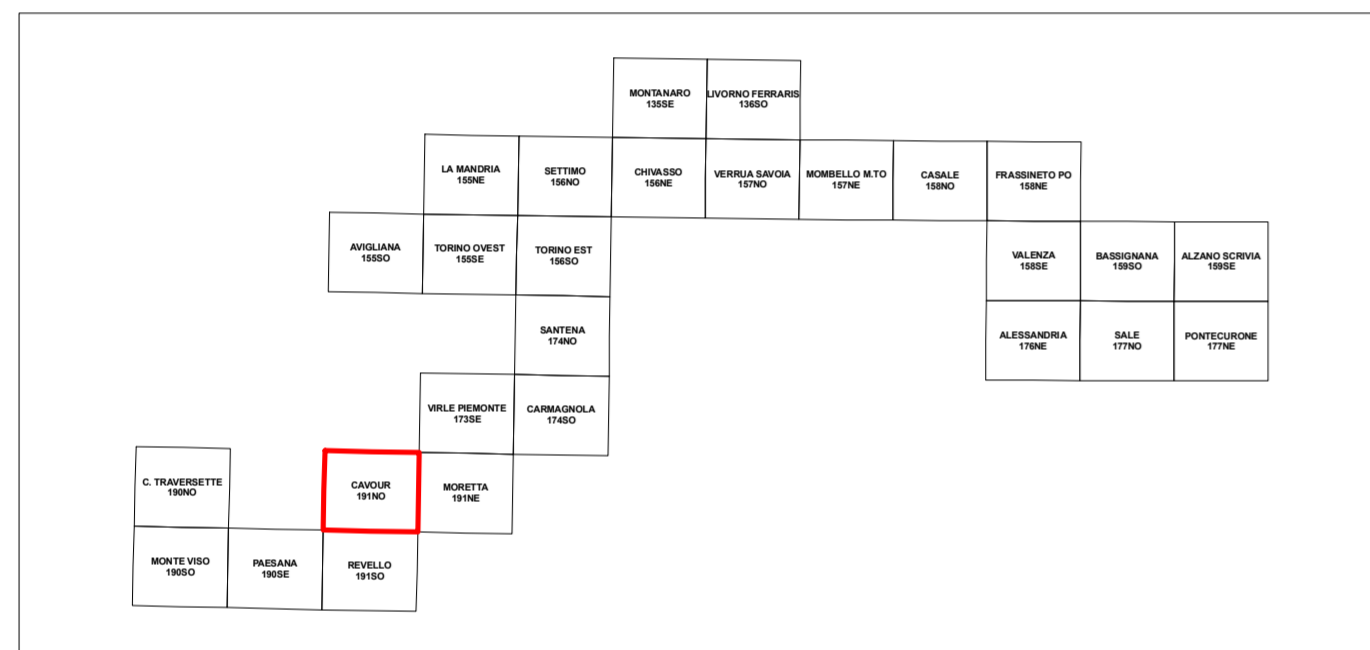 MONTANARO
135SE
LIVORNO FERRARIS
136SO
LA MANDRIA
155NE
SETTIMO
156NO
CHIVASSO
156NE
VERRUA SAVOIA
157NO
MOMBELLO M.TO
157NE
CASALE
158NO
FRASSINETO PO
158NE
AVIGLIANA
155SO
TORINO OVEST
155SE
TORINO EST
156SO
VALENZA
158SE
BASSIGNANA
159SO
ALZANO SCRIVIA
159SE
SANTENA
174NO
ALESSANDRIA
176NE
SALE
177NO
PONTECURONE
177NE
VIRLE PIEMONTE
173SE
CARMAGNOLA
174SO
C. TRAVERSETTE
190NO
CAVOUR
191NO
MORETTA
191NE
MONTE VISO
190SO
PAESANA
190SE
REVELLO
191SO